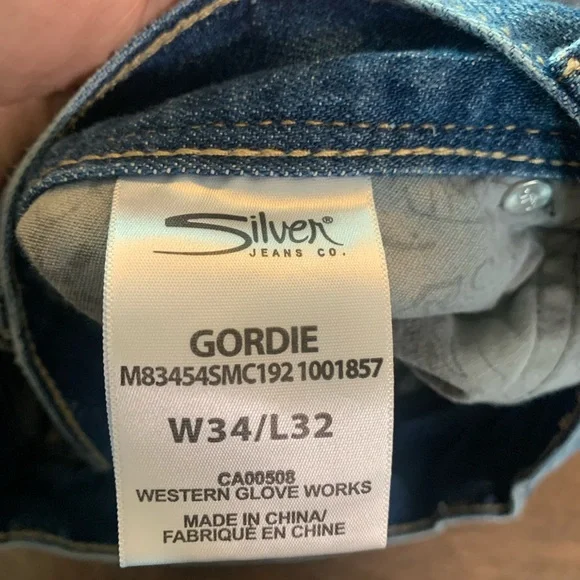 Silver®
JEANS CO.
GORDIE
M83454SMC192 1001857
W34/L32
CA00508
WESTERN GLOVE WORKS
MADE IN CHINA/
FABRIQUÉ EN CHINE